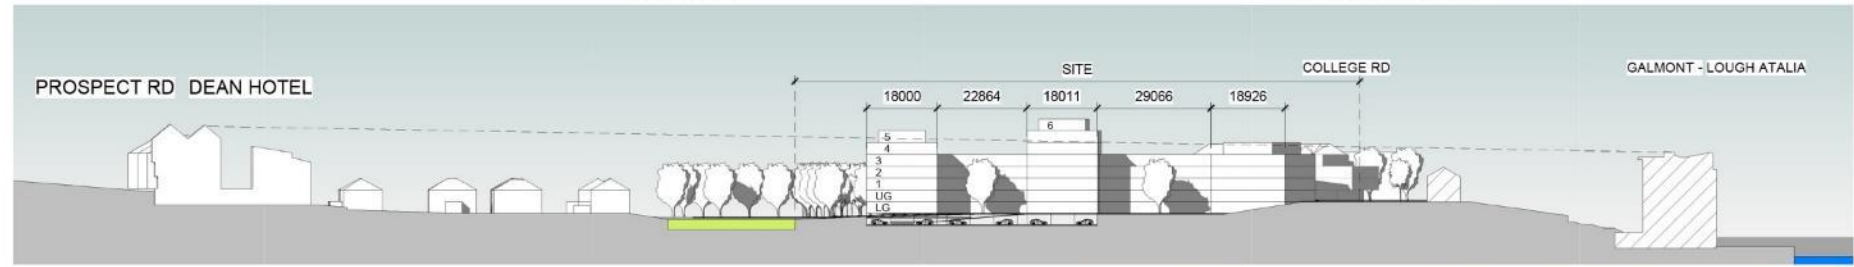 SITE
COLLEGE RD
GALMONT - LOUGH ATALIA
PROSPECT RD DEAN HOTEL
18000 22864 18011 29066 18926
6
5
4
3
2
1
UG
LG